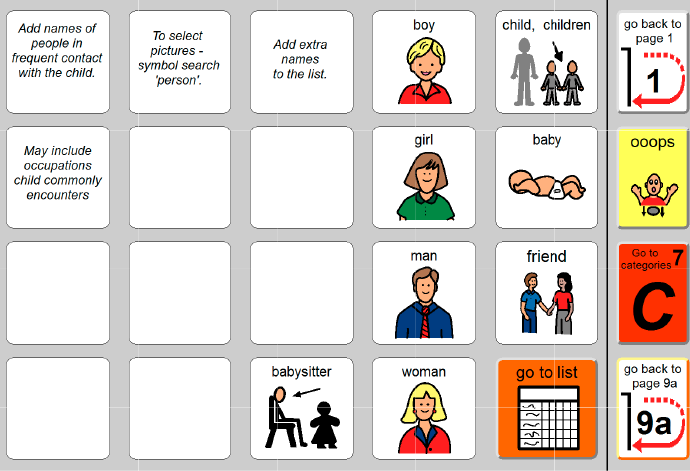 Add names of
people in
frequent contact
with the child.
To select
pictures -
symbol search
'person'.
Add extra
names
to the list.
boy
child, children
go back to
page 1
1
May include
occupations
child commonly
encounters
girl
baby
ooops
man
friend
Go to
categories 7
C
babysitter
woman
go to list
go back to
page 9a
9a